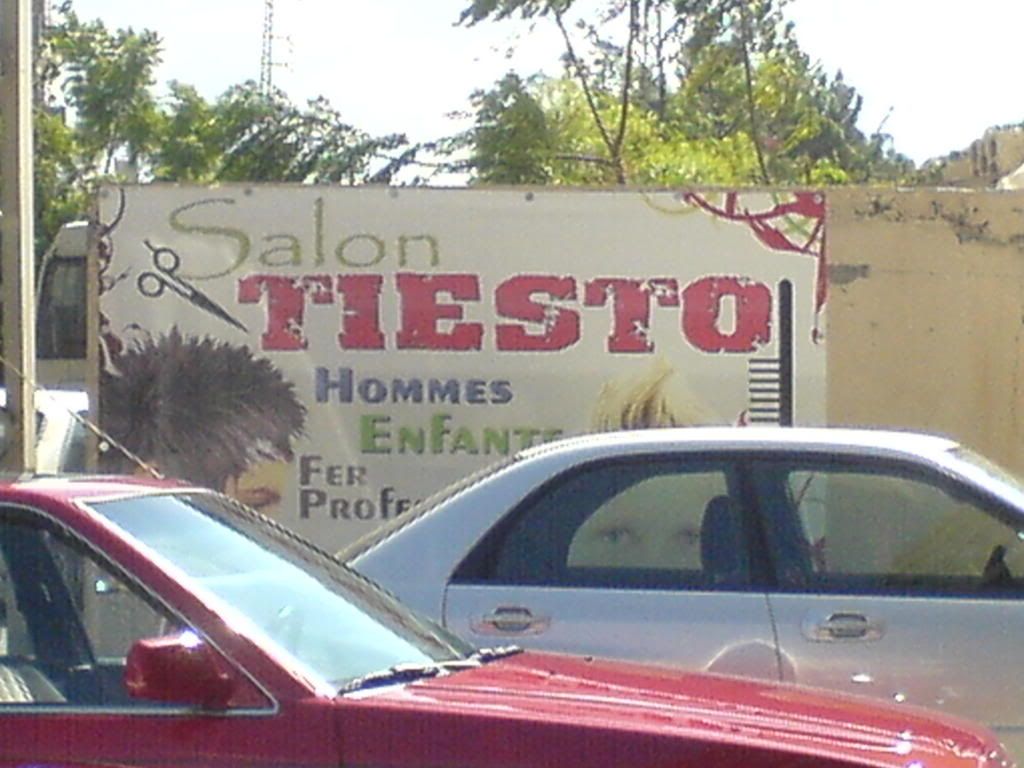 Salon
TIESTO
HOMMES
ENFANTS
FER